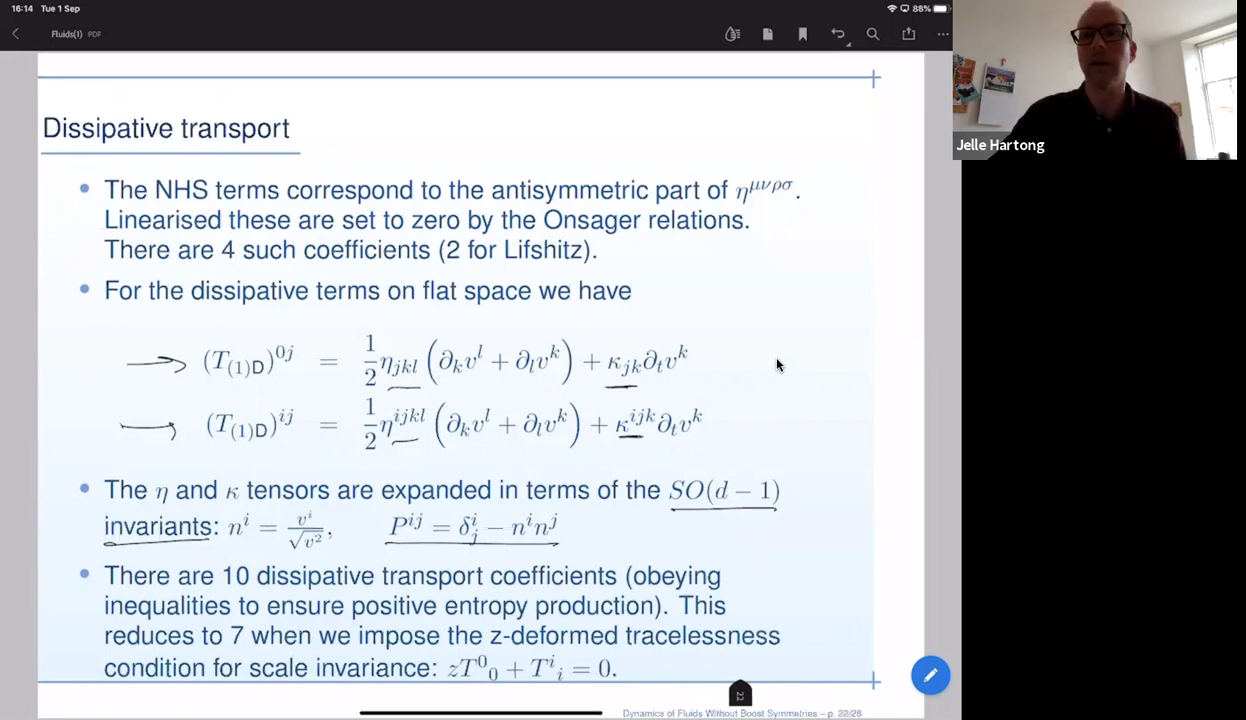 16:14 Tue 1 Sep
88%
Fluids(1) PDF
Jelle Hartong
Dissipative transport
• The NHS terms correspond to the antisymmetric part of η^{μνρσ}.
Linearised these are set to zero by the Onsager relations.
There are 4 such coefficients (2 for Lifshitz).
• For the dissipative terms on flat space we have
(T_{(1)D})^{0j} = 1/2 η_{jkl} (∂_k v^l + ∂_l v^k) + κ_{jk} ∂_t v^k
(T_{(1)D})^{ij} = 1/2 η^{ijkl} (∂_k v^l + ∂_l v^k) + κ^{ijk} ∂_t v^k
• The η and κ tensors are expanded in terms of the SO(d − 1)
invariants: n^i = v^i/√v², P^{ij} = δ^i_j − n^i n^j
• There are 10 dissipative transport coefficients (obeying
inequalities to ensure positive entropy production). This
reduces to 7 when we impose the z-deformed tracelessness
condition for scale invariance: zT^0_0 + T^i_i = 0.
22
Dynamics of Fluids Without Boost Symmetries – p. 22/28